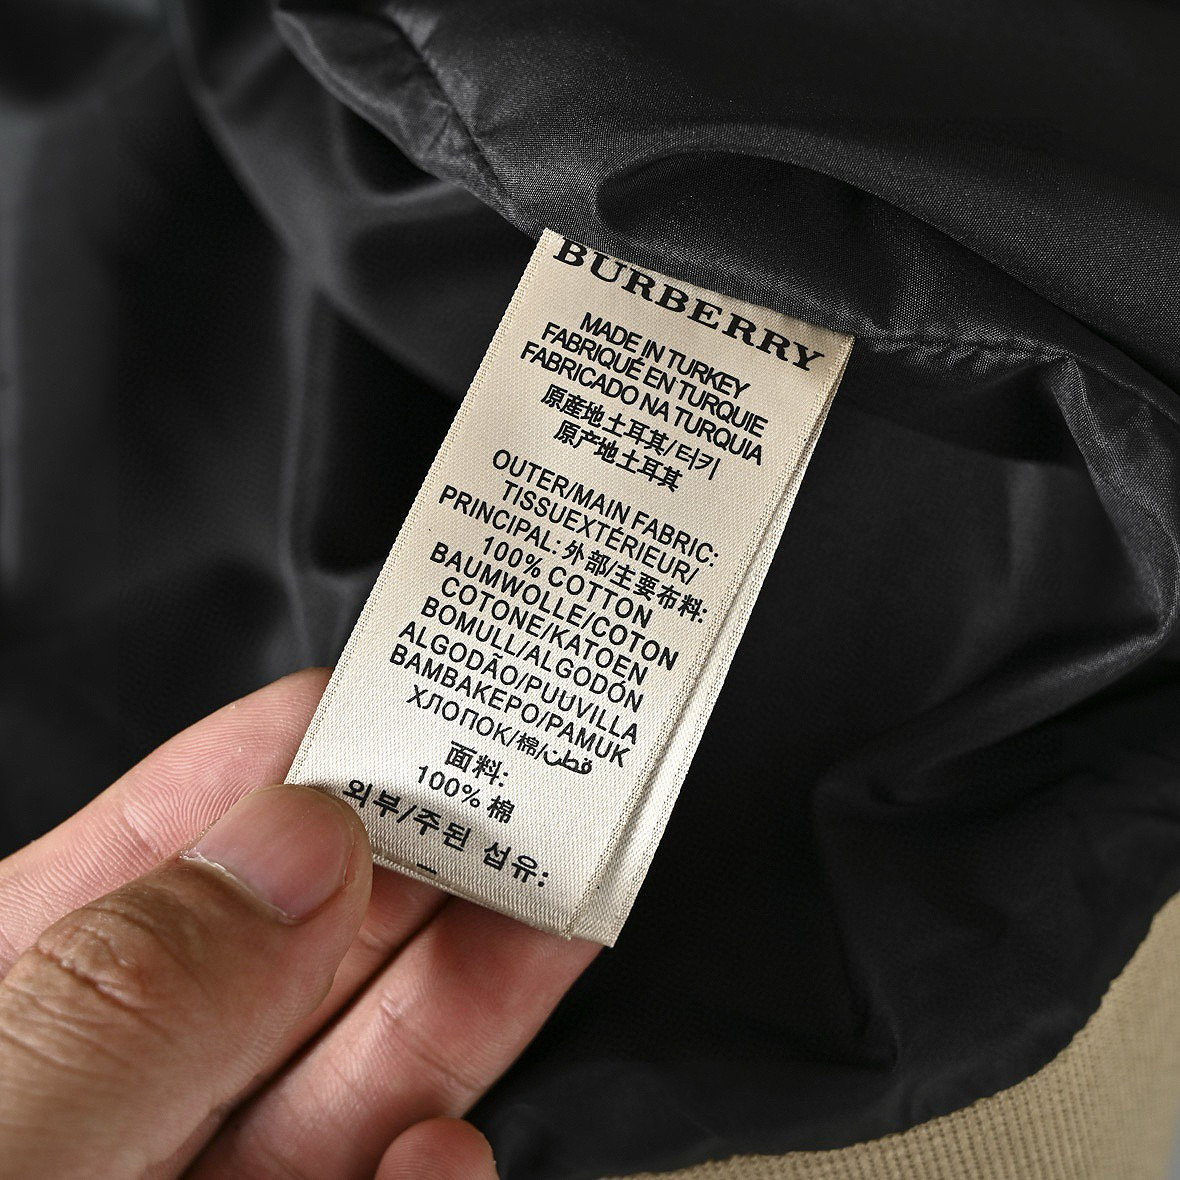 BURBERRY
MADE IN TURKEY
FABRIQUÉ EN TURQUIE
FABRICADO NA TURQUIA
原産地土耳其/터키
原产地土耳其
OUTER/MAIN FABRIC:
TISSUEXTÉRIEUR/
PRINCIPAL: 外部/主要布料:
100% COTTON
BAUMWOLLE/COTON
COTONE/KATOEN
BOMULL/ALGODÓN
ALGODÃO/PUUVILLA
BAMBAKEPO/PAMUK
ХЛОПОК/棉/قطن
面料:
100% 棉
외부/주된 섬유: